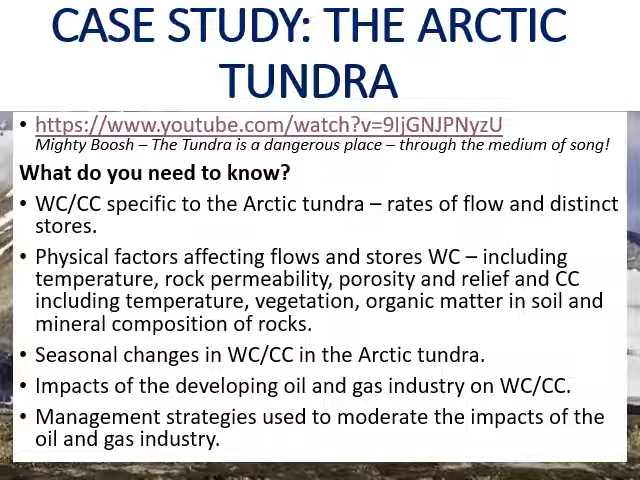 CASE STUDY: THE ARCTIC
TUNDRA
• https://www.youtube.com/watch?v=9IjGNJPNyzU
Mighty Boosh – The Tundra is a dangerous place – through the medium of song!
What do you need to know?
• WC/CC specific to the Arctic tundra – rates of flow and distinct
stores.
• Physical factors affecting flows and stores WC – including
temperature, rock permeability, porosity and relief and CC
including temperature, vegetation, organic matter in soil and
mineral composition of rocks.
• Seasonal changes in WC/CC in the Arctic tundra.
• Impacts of the developing oil and gas industry on WC/CC.
• Management strategies used to moderate the impacts of the
oil and gas industry.